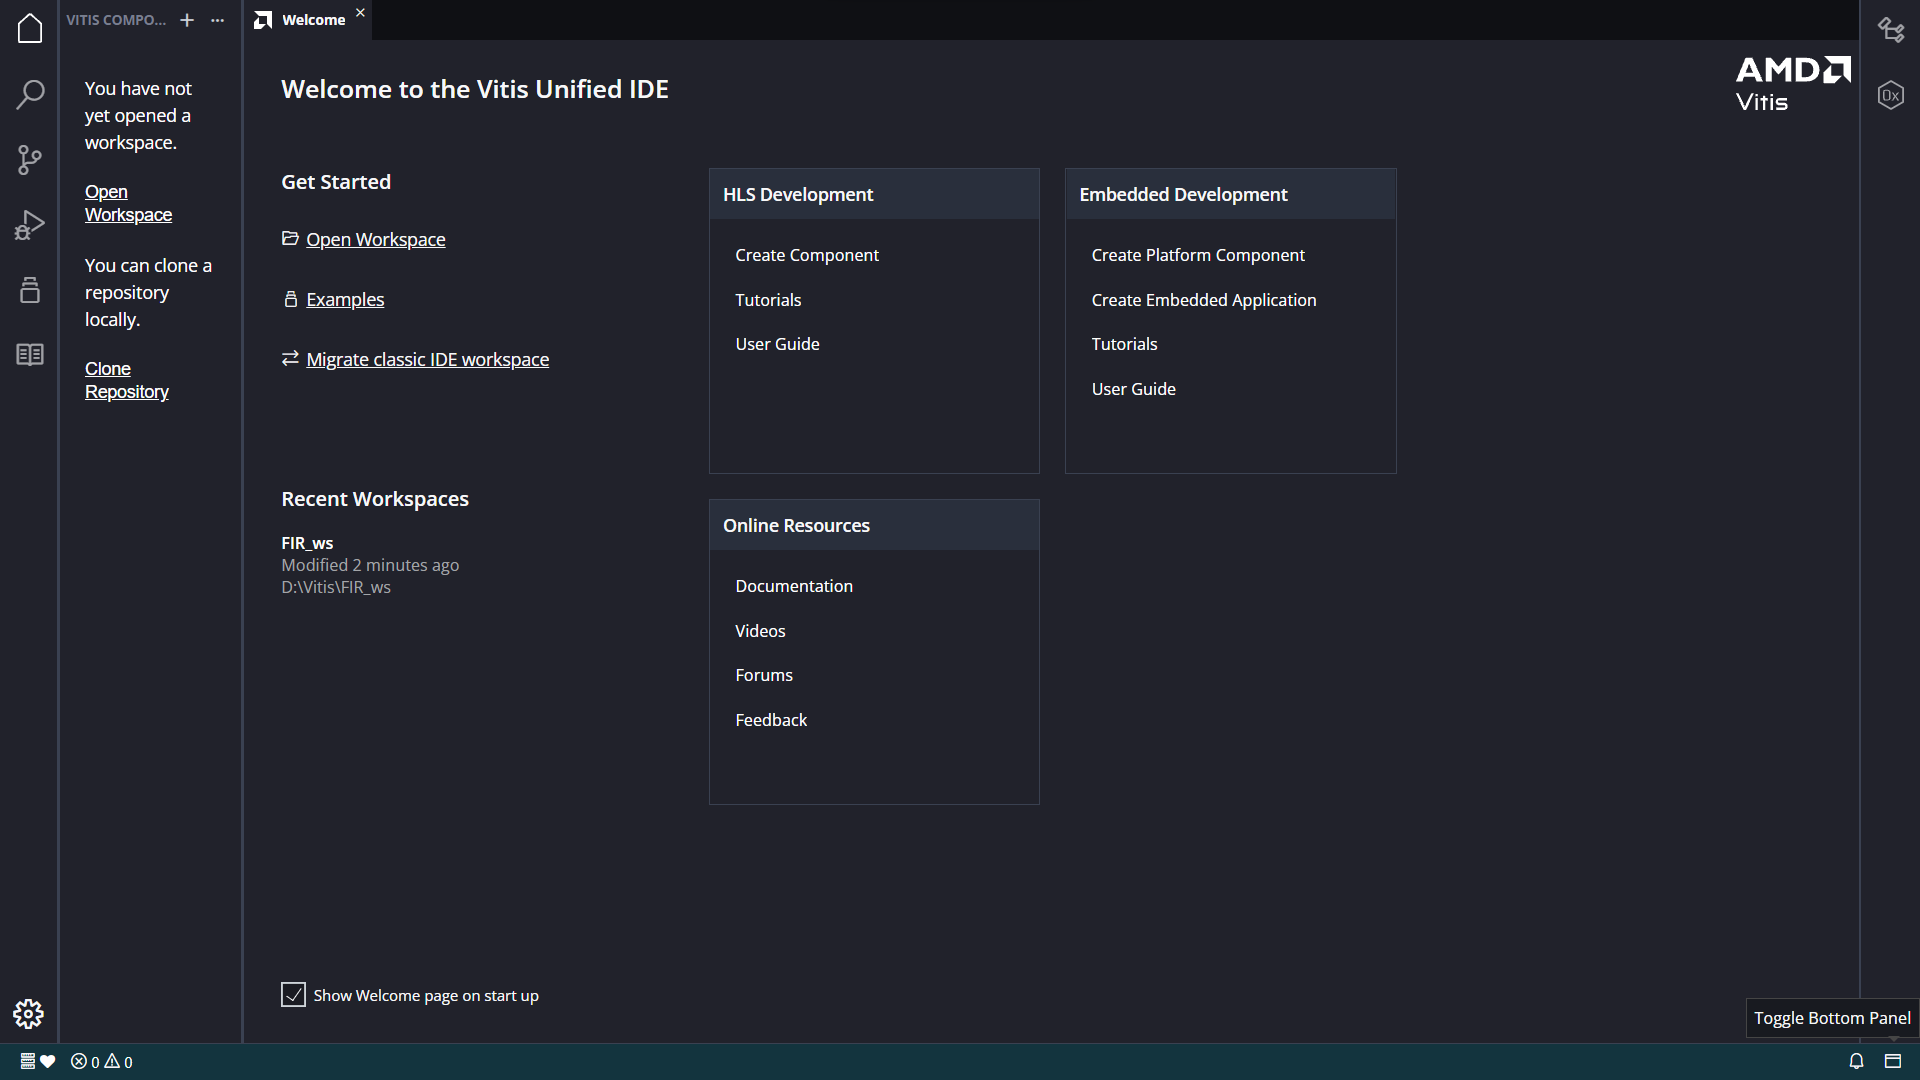 VITIS COMPO...
You have not
yet opened a
workspace.
Open
Workspace
You can clone a
repository
locally.
Clone
Repository
Welcome
Welcome to the Vitis Unified IDE
AMD
Vitis
0x
Get Started
Open Workspace
Examples
Migrate classic IDE workspace
HLS Development
Create Component
Tutorials
User Guide
Embedded Development
Create Platform Component
Create Embedded Application
Tutorials
User Guide
Recent Workspaces
FIR_ws
Modified 2 minutes ago
D:\Vitis\FIR_ws
Online Resources
Documentation
Videos
Forums
Feedback
Show Welcome page on start up
Toggle Bottom Panel
0 0